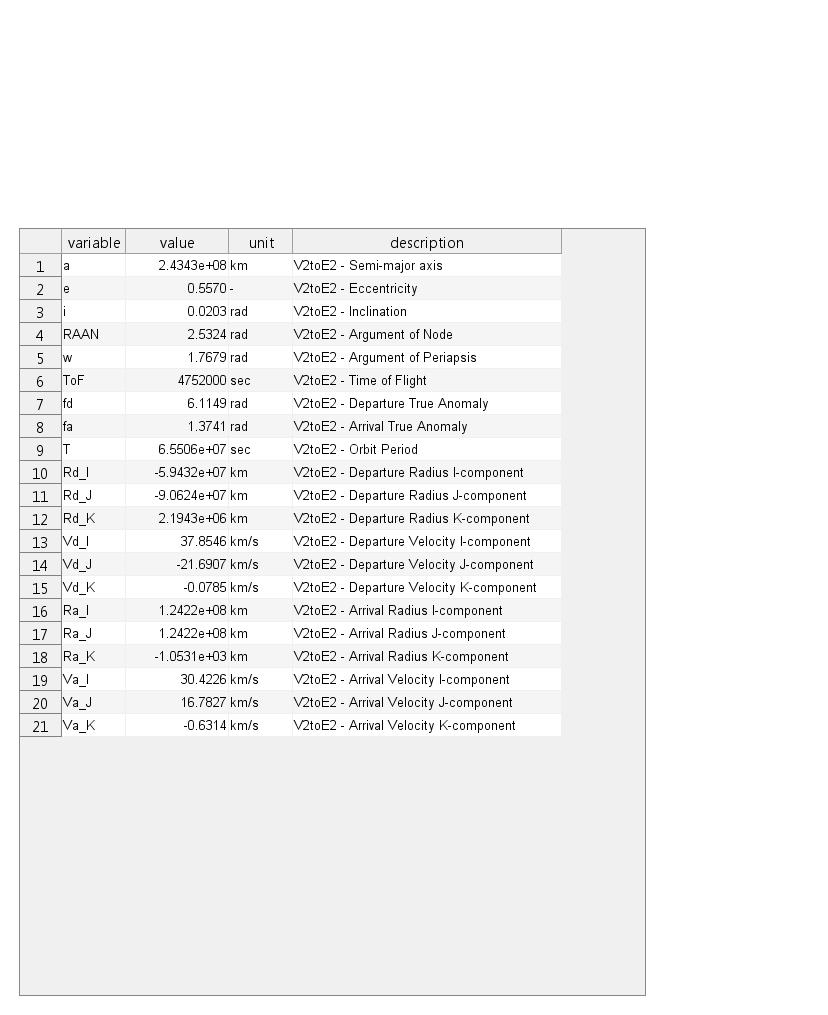 variable value unit description
1 a 2.4343e+08 km V2toE2 - Semi-major axis
2 e 0.5570 - V2toE2 - Eccentricity
3 i 0.0203 rad V2toE2 - Inclination
4 RAAN 2.5324 rad V2toE2 - Argument of Node
5 w 1.7679 rad V2toE2 - Argument of Periapsis
6 ToF 4752000 sec V2toE2 - Time of Flight
7 fd 6.1149 rad V2toE2 - Departure True Anomaly
8 fa 1.3741 rad V2toE2 - Arrival True Anomaly
9 T 6.5506e+07 sec V2toE2 - Orbit Period
10 Rd_I -5.9432e+07 km V2toE2 - Departure Radius I-component
11 Rd_J -9.0624e+07 km V2toE2 - Departure Radius J-component
12 Rd_K 2.1943e+06 km V2toE2 - Departure Radius K-component
13 Vd_I 37.8546 km/s V2toE2 - Departure Velocity I-component
14 Vd_J -21.6907 km/s V2toE2 - Departure Velocity J-component
15 Vd_K -0.0785 km/s V2toE2 - Departure Velocity K-component
16 Ra_I 1.2422e+08 km V2toE2 - Arrival Radius I-component
17 Ra_J 1.2422e+08 km V2toE2 - Arrival Radius J-component
18 Ra_K -1.0531e+03 km V2toE2 - Arrival Radius K-component
19 Va_I 30.4226 km/s V2toE2 - Arrival Velocity I-component
20 Va_J 16.7827 km/s V2toE2 - Arrival Velocity J-component
21 Va_K -0.6314 km/s V2toE2 - Arrival Velocity K-component